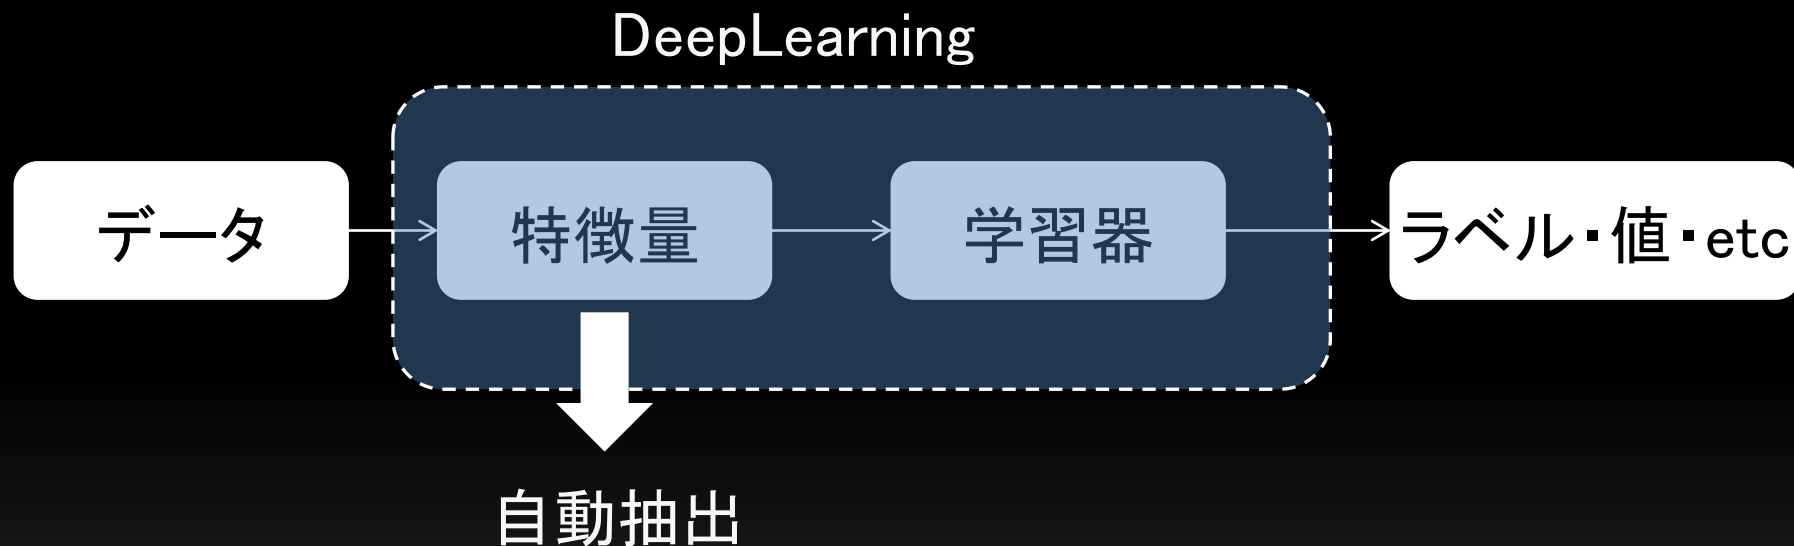 DeepLearning
データ
特徴量
学習器
ラベル・値・etc
自動抽出